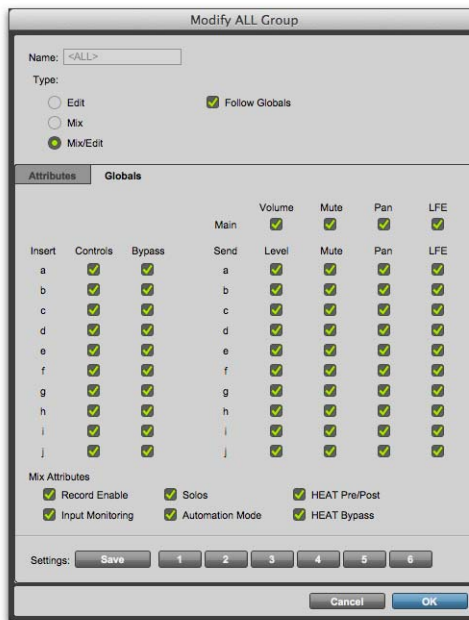 Modify ALL Group
Name: <ALL>
Type:
Edit
Follow Globals
Mix
Mix/Edit
Attributes Globals
Volume Mute Pan LFE
Main
Insert Controls Bypass Send Level Mute Pan LFE
a a
b b
c c
d d
e e
f f
g g
h h
i i
j j
Mix Attributes
Record Enable Solos HEAT Pre/Post
Input Monitoring Automation Mode HEAT Bypass
Settings: Save 1 2 3 4 5 6
Cancel OK